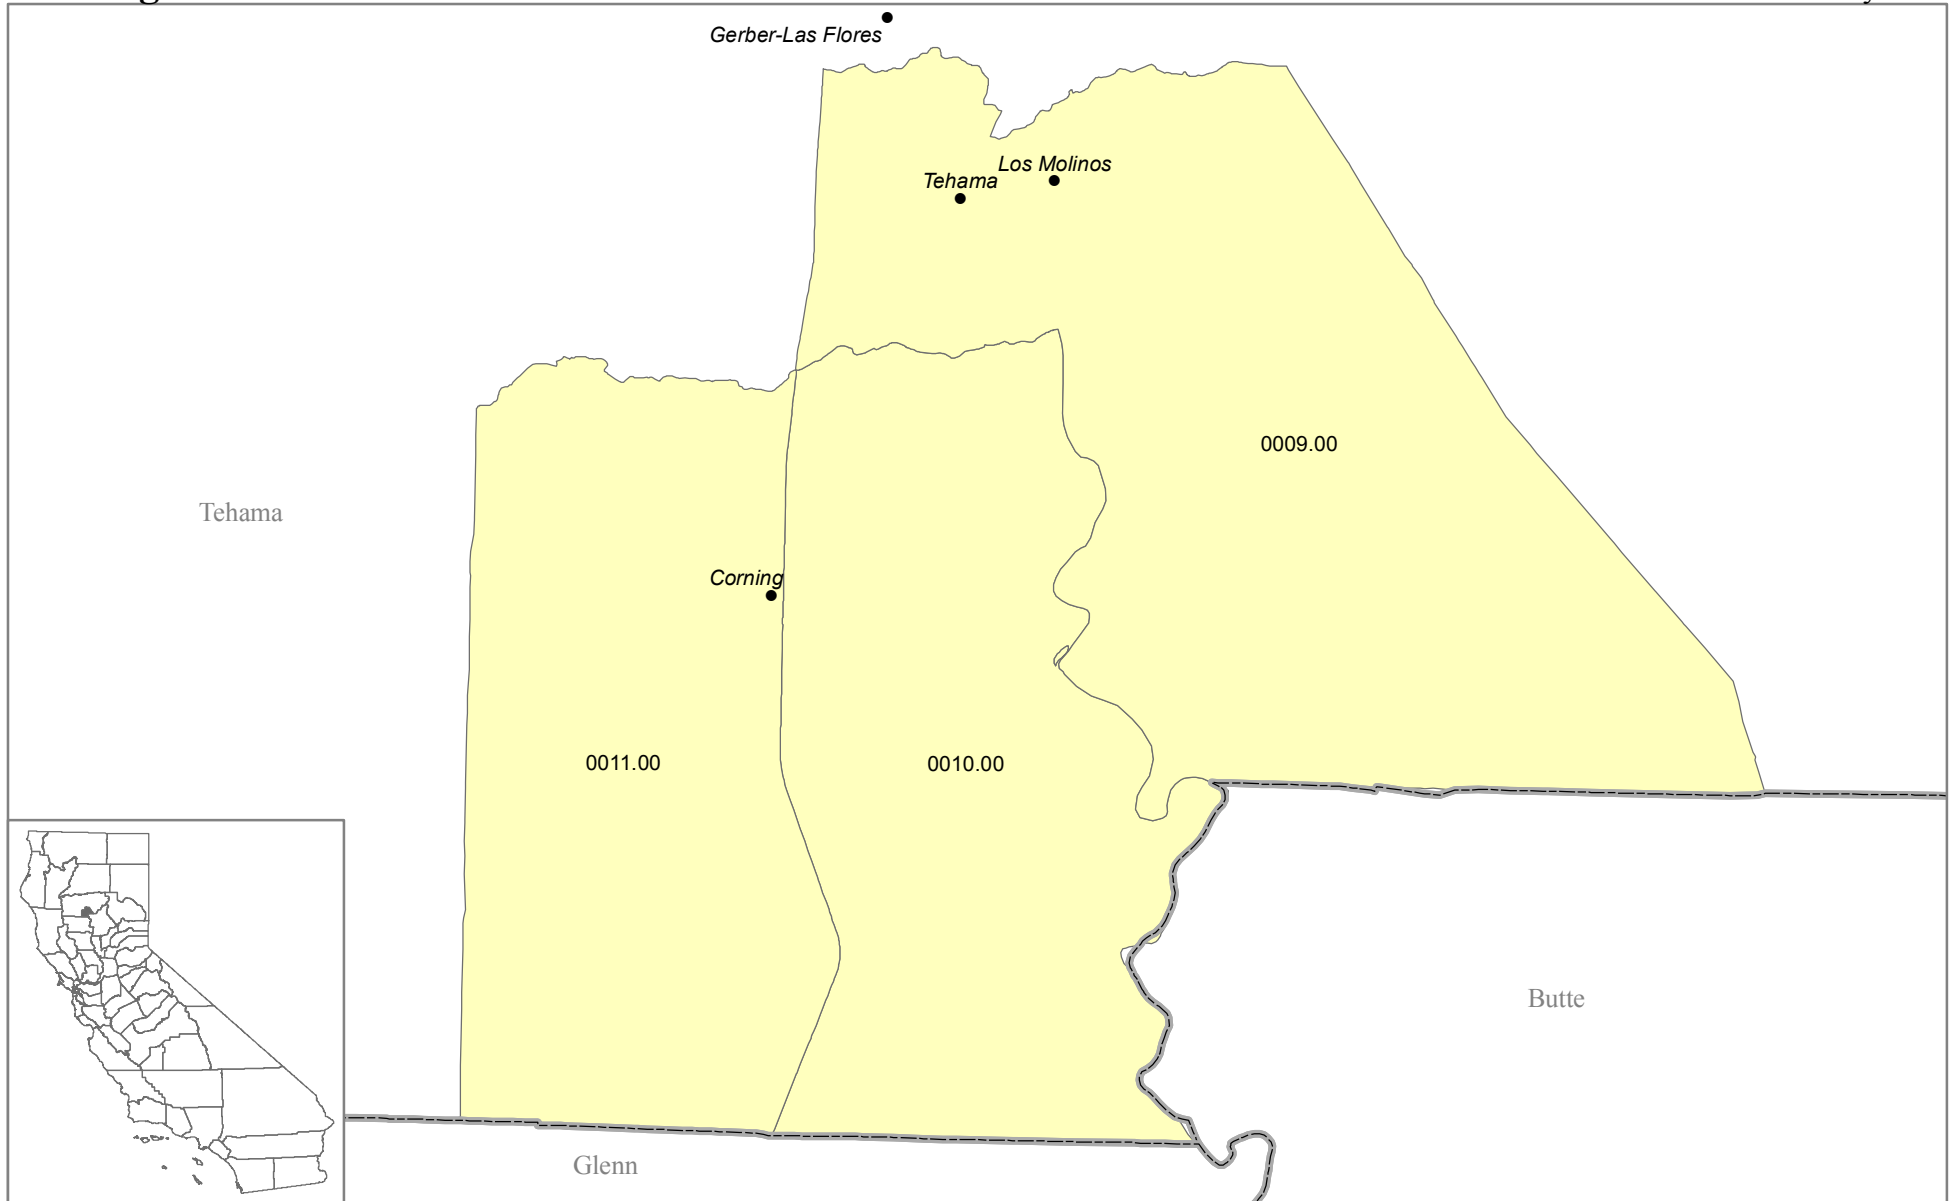 Gerber-Las Flores
Los Molinos
Tehama
0009.00
Tehama
Corning
0011.00
0010.00
Butte
Glenn